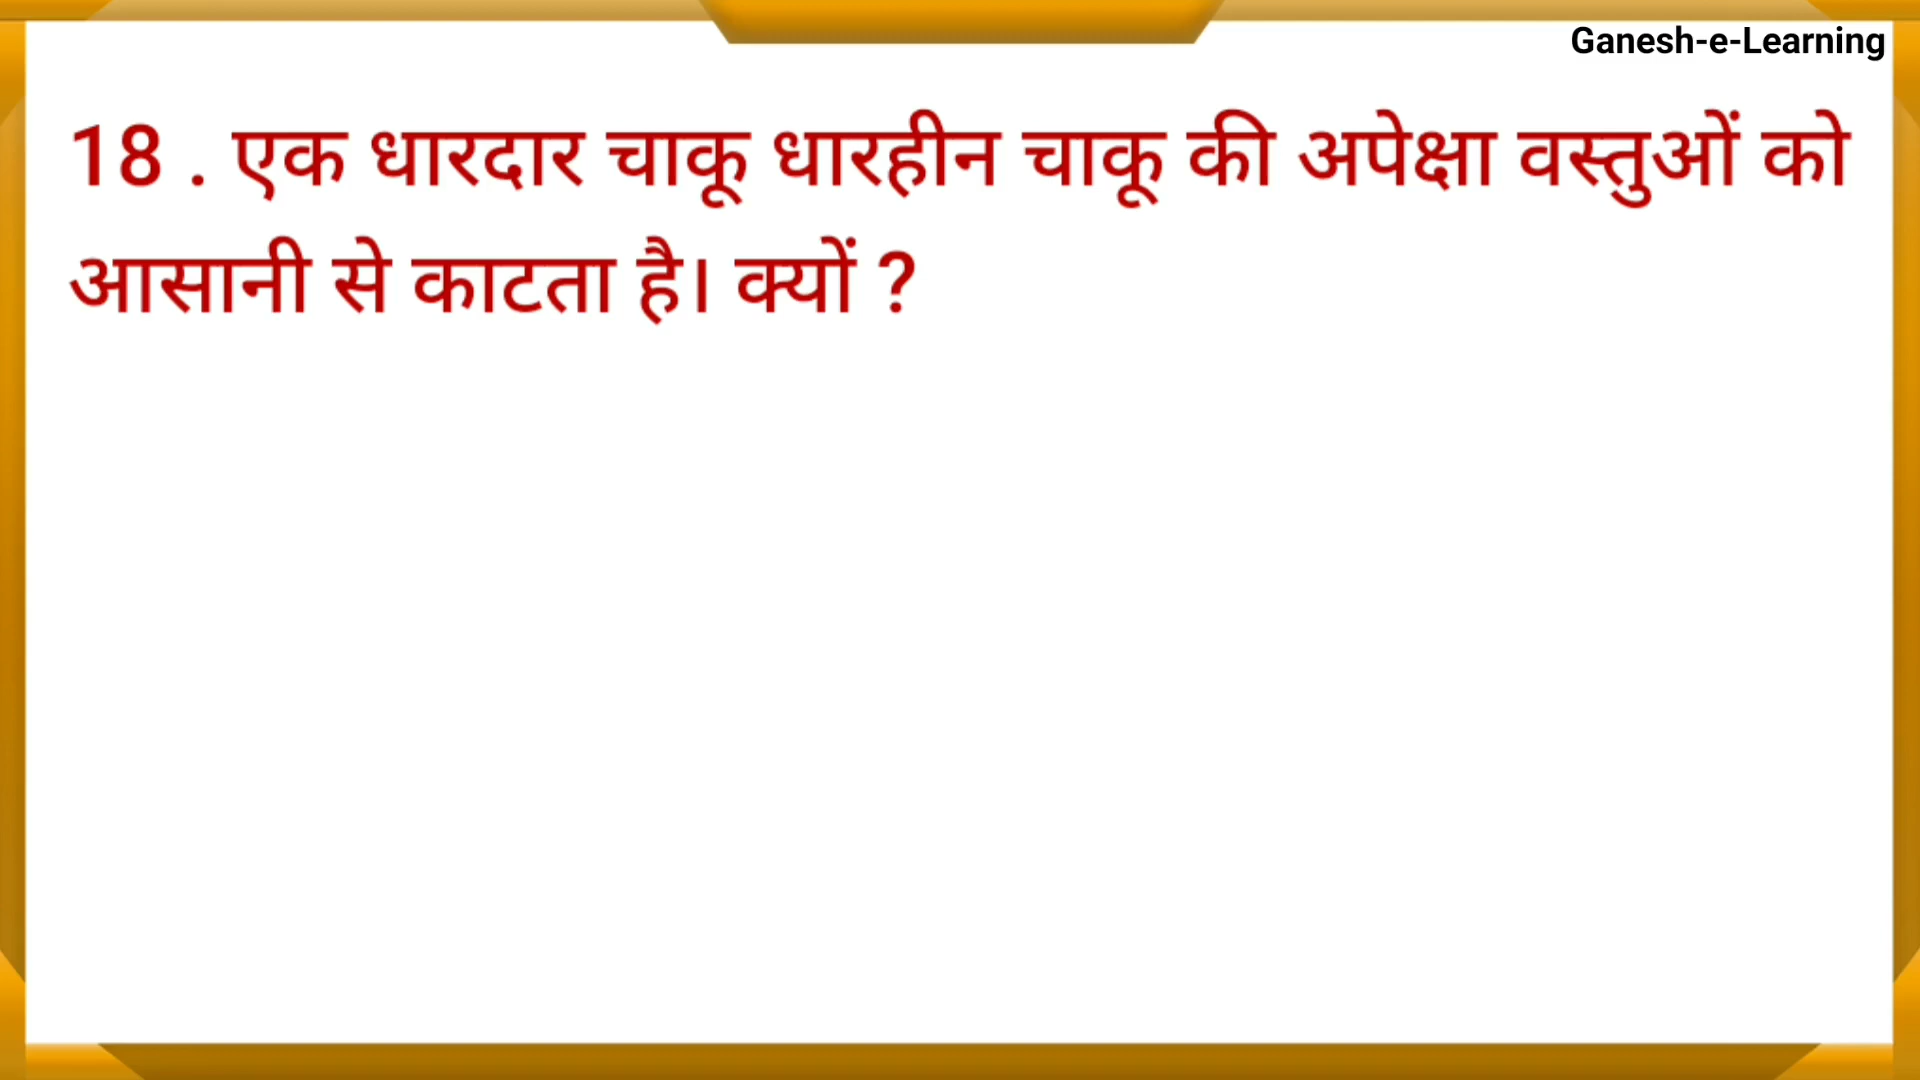 Ganesh-e-Learning
18 . एक धारदार चाकू धारहीन चाकू की अपेक्षा वस्तुओं को
आसानी से काटता है। क्यों ?